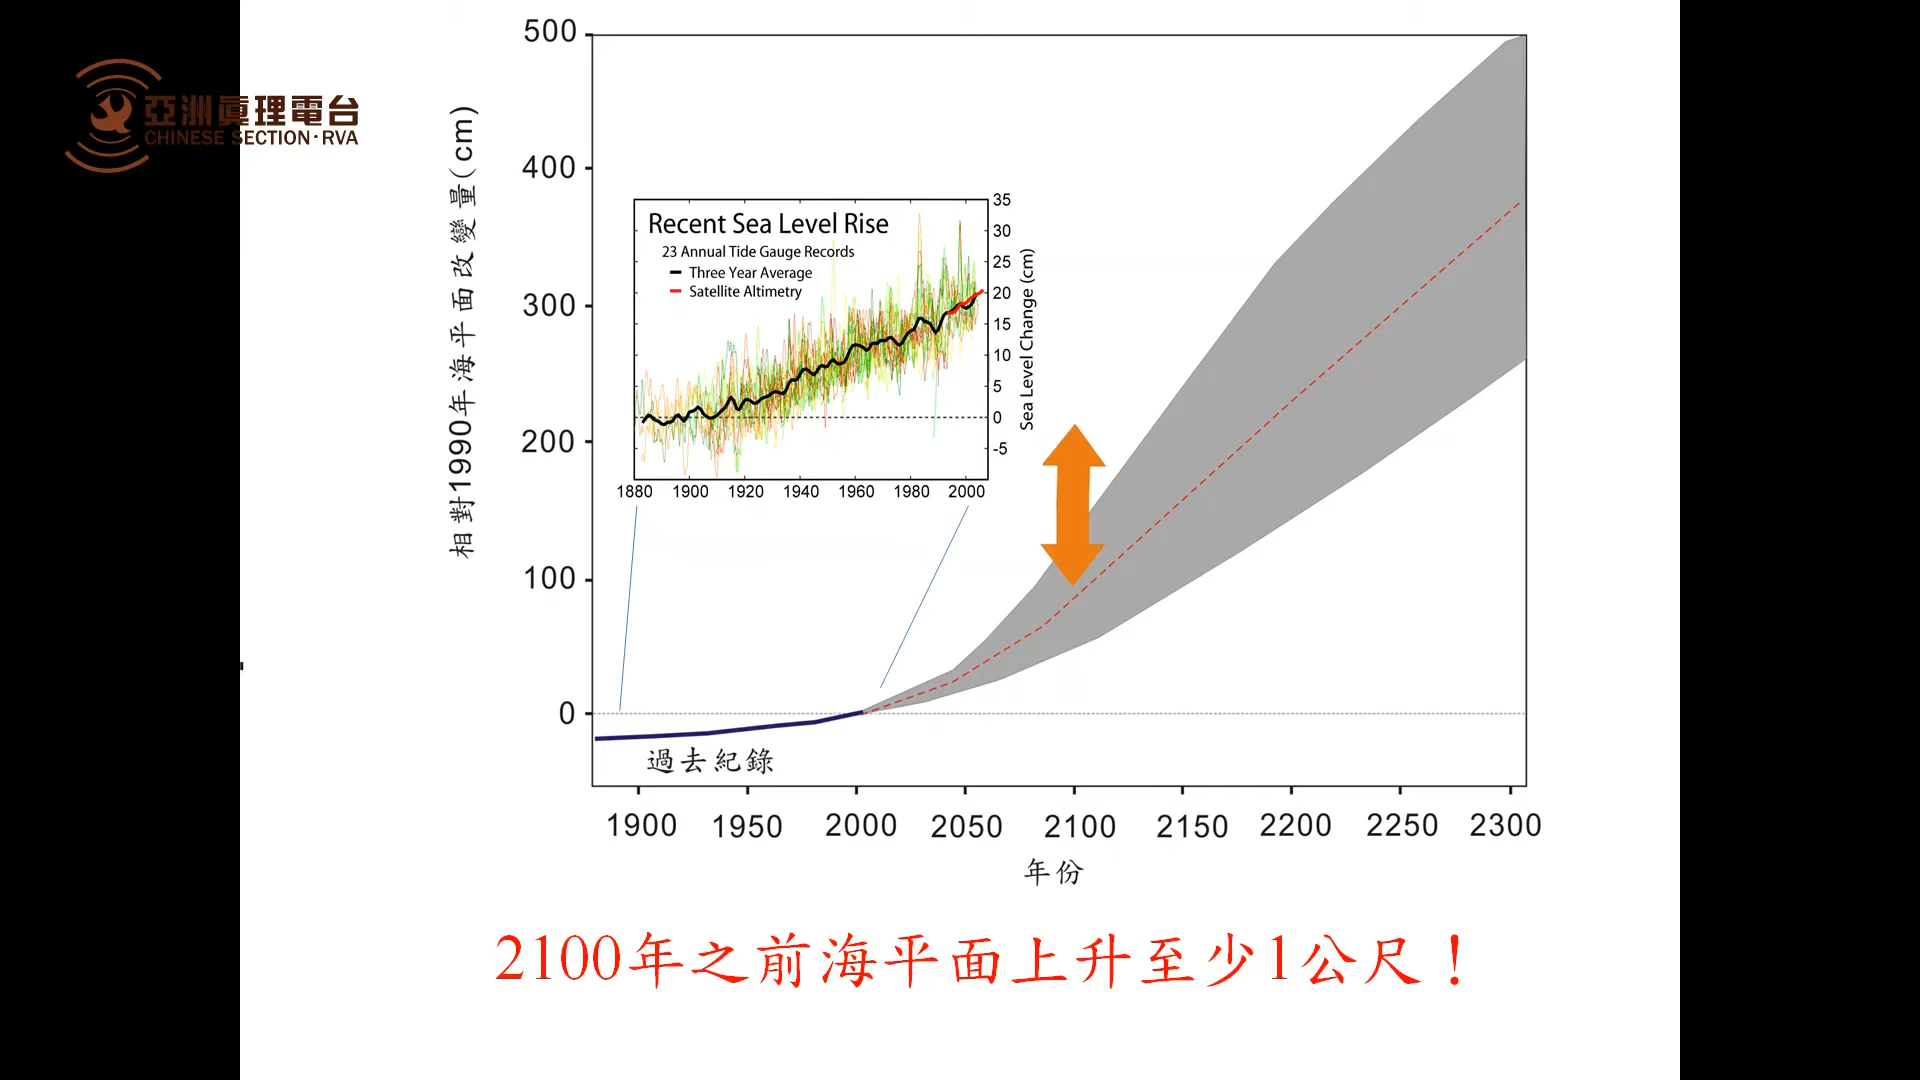 亞洲眞理電台
CHINESE SECTION·RVA
相對1990年海平面改變量(cm)
500
400
300
200
100
0
Recent Sea Level Rise
23 Annual Tide Gauge Records
Three Year Average
Satellite Altimetry
35
30
25
20
15
10
5
0
-5
Sea Level Change (cm)
1880 1900 1920 1940 1960 1980 2000
過去紀錄
1900 1950 2000 2050 2100 2150 2200 2250 2300
年份
2100年之前海平面上升至少1公尺！